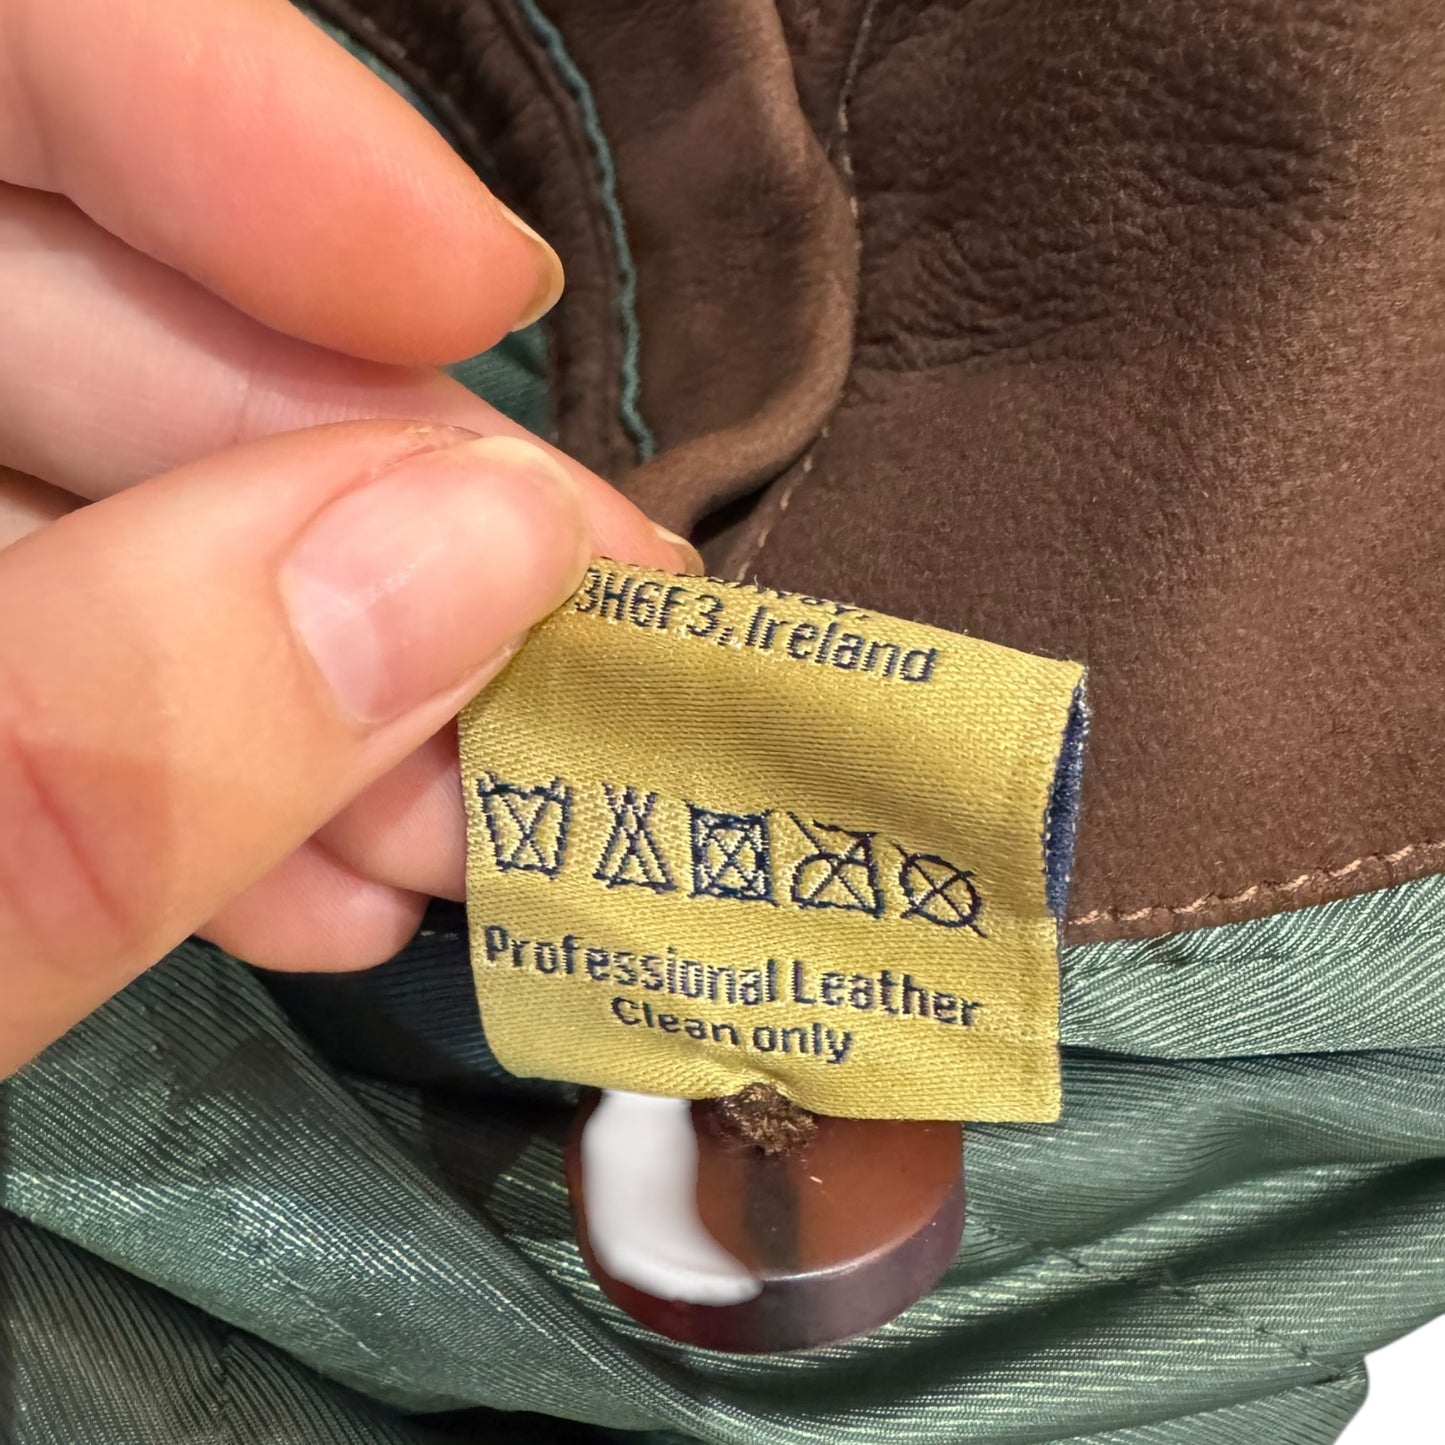 3H6F3, Ireland
Professional Leather
Clean only